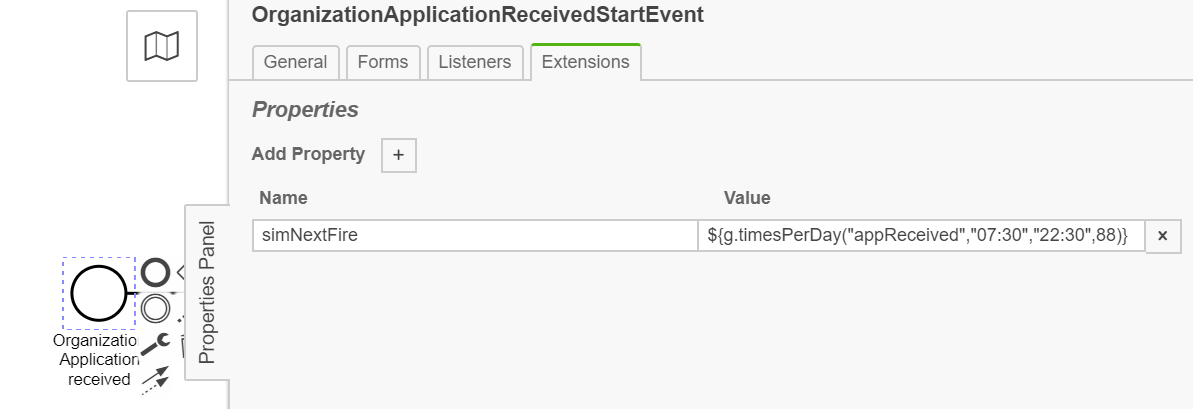 OrganizationApplicationReceivedStartEvent
General Forms Listeners Extensions
Properties
Add Property +
Name Value
simNextFire ${g.timesPerDay("appReceived","07:30","22:30",88)} ×
Properties Panel
Organizatio
Application
received